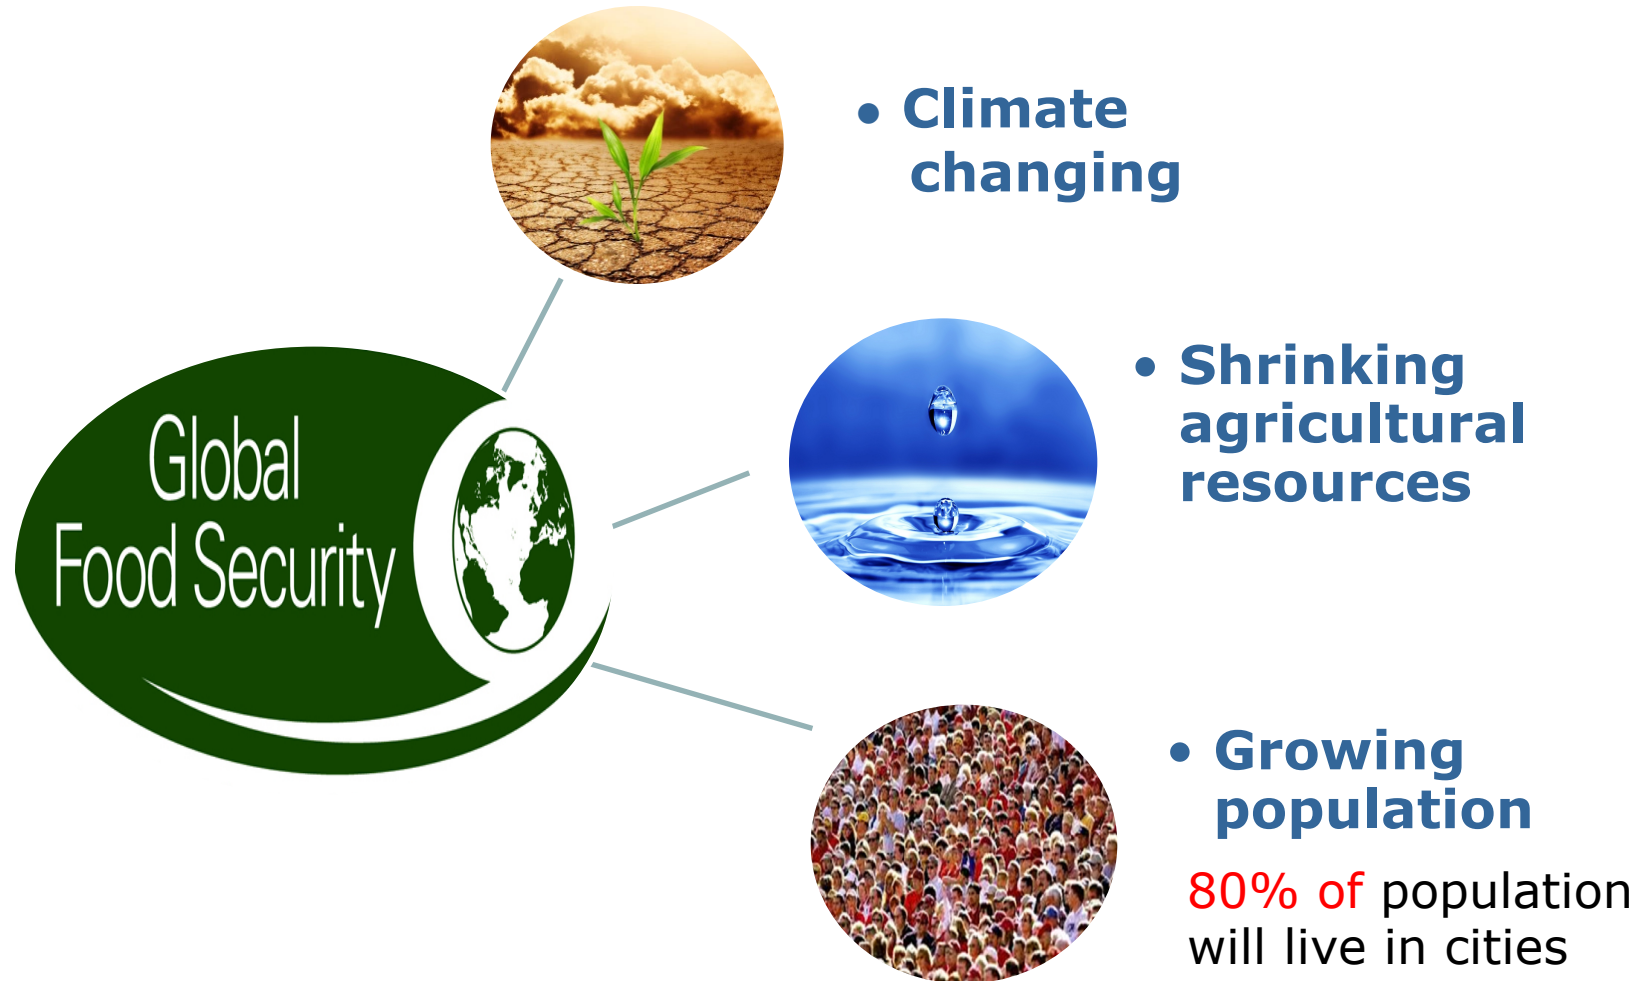 • Climate
changing
Global
Food Security
• Shrinking
agricultural
resources
• Growing
population
80% of population
will live in cities